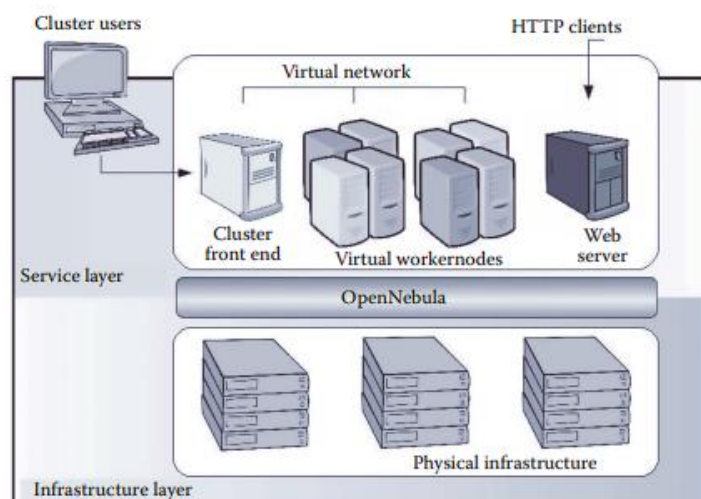 Cluster users
HTTP clients
Virtual network
Cluster
front end
Virtual workernodes
Web
server
Service layer
OpenNebula
Physical infrastructure
Infrastructure layer